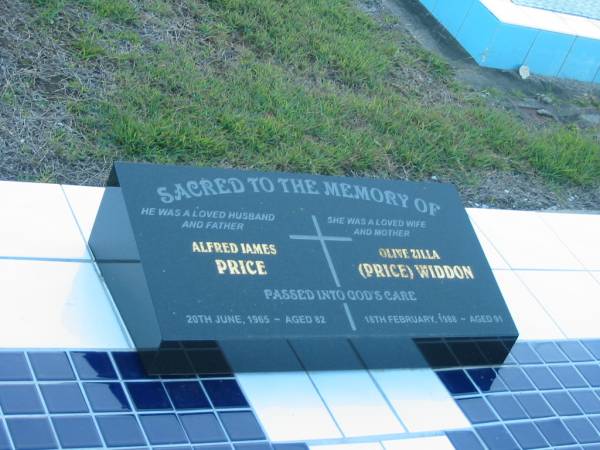 SACRED TO THE MEMORY OF
HE WAS A LOVED HUSBAND
AND FATHER
ALFRED JAMES
PRICE
SHE WAS A LOVED WIFE
AND MOTHER
OLIVE ZILLA
(PRICE) WIDDON
PASSED INTO GOD'S CARE
20TH JUNE, 1965 ~ AGED 82
18TH FEBRUARY, 1988 ~ AGED 91